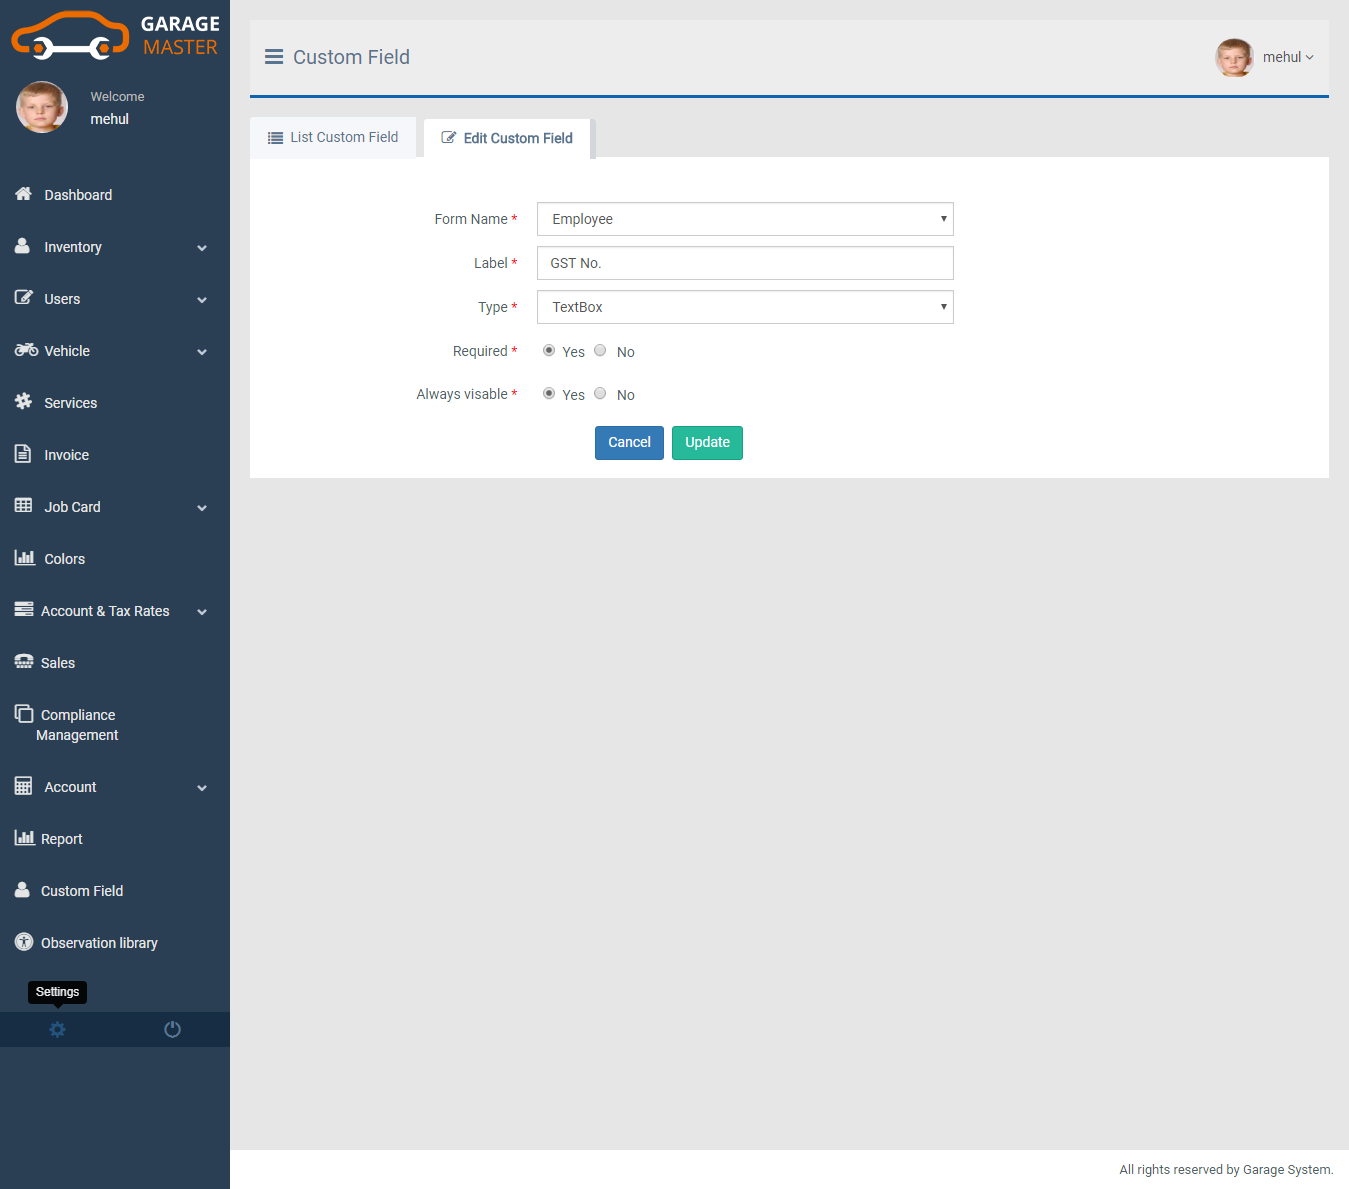 GARAGE
MASTER
Welcome
mehul
Dashboard
Inventory
Users
Vehicle
Services
Invoice
Job Card
Colors
Account & Tax Rates
Sales
Compliance
Management
Account
Report
Custom Field
Observation library
Settings
Custom Field
mehul
List Custom Field
Edit Custom Field
Form Name * Employee
Label * GST No.
Type * TextBox
Required * Yes No
Always visable * Yes No
Cancel Update
All rights reserved by Garage System.